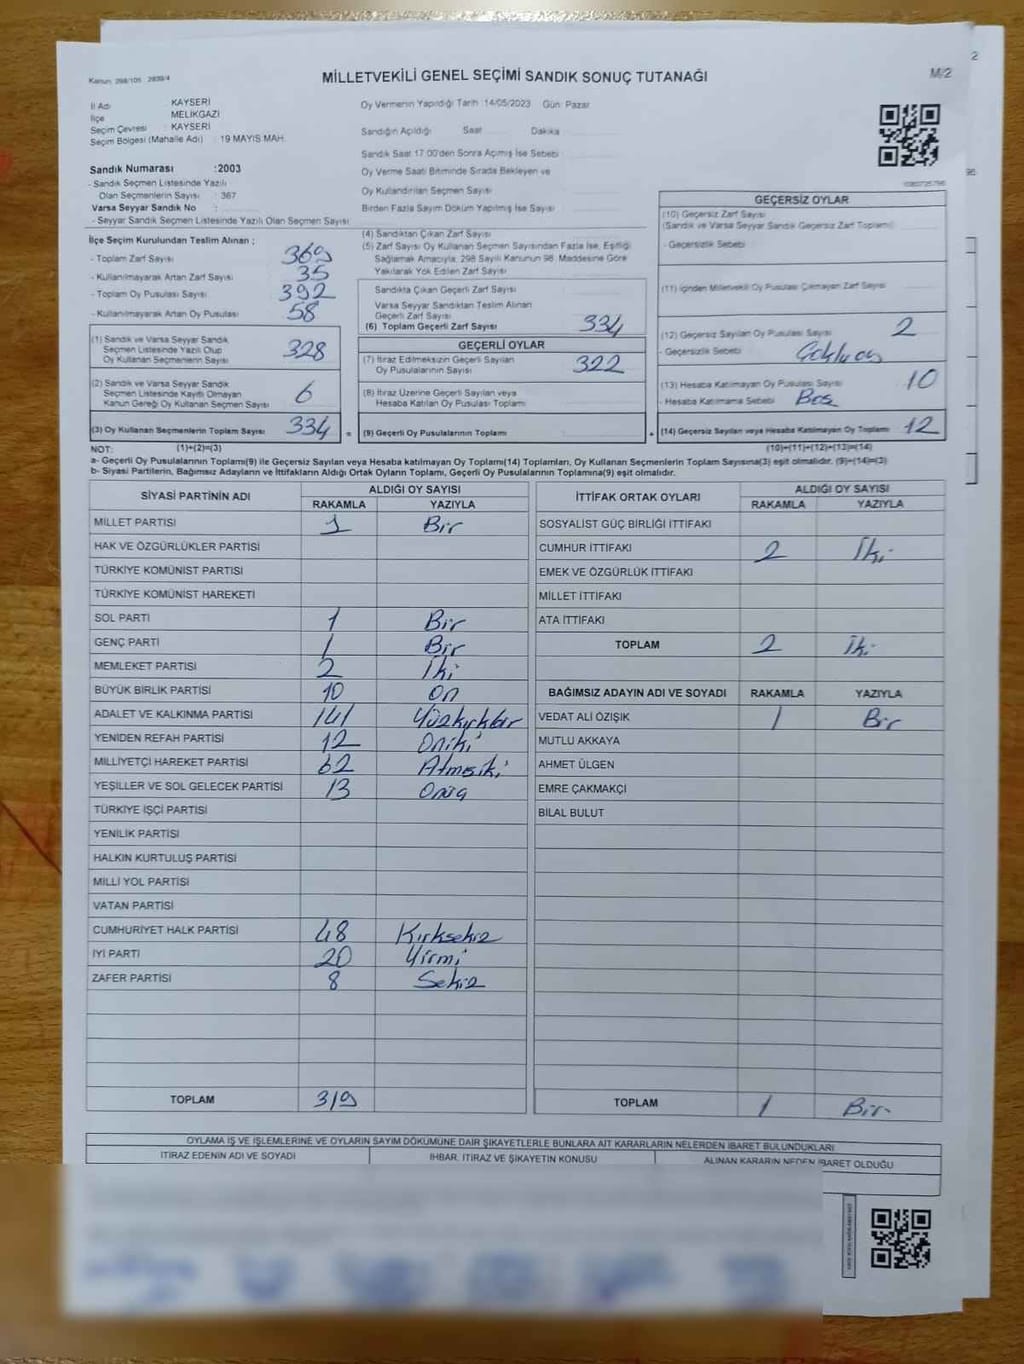 Kanun: 298/105 2839/4
MİLLETVEKİLİ GENEL SEÇİMİ SANDIK SONUÇ TUTANAĞI
M/2
2
İl Adı KAYSERİ
İlçe MELİKGAZİ
Seçim Çevresi KAYSERİ
Seçim Bölgesi (Mahalle Adı) : 19 MAYIS MAH.
Oy Vermenin Yapıldığı Tarih :14/05/2023 Gün: Pazar
Sandığın Açıldığı Saat Dakika
Sandık Saat 17:00'den Sonra Açılmış İse Sebebi
Oy Verme Saati Bitiminde Sırada Bekleyen ve
Oy Kullandırılan Seçmen Sayısı
Birden Fazla Sayım Döküm Yapılmış İse Sayısı
Sandık Numarası :2003
- Sandık Seçmen Listesinde Yazılı
Olan Seçmenlerin Sayısı : 367
Varsa Seyyar Sandık No :
- Seyyar Sandık Seçmen Listesinde Yazılı Olan Seçmen Sayısı
İlçe Seçim Kurulundan Teslim Alınan ;
- Toplam Zarf Sayısı 369
- Kullanılmayarak Artan Zarf Sayısı 35
- Toplam Oy Pusulası Sayısı 392
- Kullanılmayarak Artan Oy Pusulası 58
(1) Sandık ve Varsa Seyyar Sandık
Seçmen Listesinde Yazılı Olup
Oy Kullanan Seçmenlerin Sayısı 328
(2) Sandık ve Varsa Seyyar Sandık
Seçmen Listesinde Kayıtlı Olmayan
Kanun Gereği Oy Kullanan Seçmen Sayısı 6
(3) Oy Kullanan Seçmenlerin Toplam Sayısı 334 =
(4) Sandıktan Çıkan Zarf Sayısı
(5) Zarf Sayısı Oy Kullanan Seçmen Sayısından Fazla İse, Eşitliği
Sağlamak Amacıyla, 298 Sayılı Kanunun 98. Maddesine Göre
Yakılarak Yok Edilen Zarf Sayısı
Sandıkta Çıkan Geçerli Zarf Sayısı
Varsa Seyyar Sandıktan Teslim Alınan
Geçerli Zarf Sayısı
(6) Toplam Geçerli Zarf Sayısı 334
GEÇERLİ OYLAR
(7) İtiraz Edilmeksizin Geçerli Sayılan
Oy Pusulalarının Sayısı 322
(8) İtiraz Üzerine Geçerli Sayılan veya
Hesaba Katılan Oy Pusulası Toplamı
(9) Geçerli Oy Pusulalarının Toplamı +
GEÇERSİZ OYLAR
(10) Geçersiz Zarf Sayısı
(Sandık ve Varsa Seyyar Sandık Geçersiz Zarf Toplamı)
- Geçersizlik Sebebi
(11) İçinden Milletvekili Oy Pusulası Çıkmayan Zarf Sayısı
(12) Geçersiz Sayılan Oy Pusulası Sayısı 2
- Geçersizlik Sebebi Çoklu oy
(13) Hesaba Katılmayan Oy Pusulası Sayısı 10
- Hesaba Katılmama Sebebi Boş
(14) Geçersiz Sayılan veya Hesaba Katılmayan Oy Toplamı 12
NOT: (1)+(2)=(3) (10)+(11)+(12)+(13)=(14)
a- Geçerli Oy Pusulalarının Toplamı(9) ile Geçersiz Sayılan veya Hesaba katılmayan Oy Toplamı(14) Toplamları, Oy Kullanan Seçmenlerin Toplam Sayısına(3) eşit olmalıdır. (9)+(14)=(3)
b- Siyasi Partilerin, Bağımsız Adayların ve İttifakların Aldığı Ortak Oyların Toplamı, Geçerli Oy Pusulalarının Toplamına(9) eşit olmalıdır.
SİYASİ PARTİNİN ADI ALDIĞI OY SAYISI
RAKAMLA YAZIYLA
MİLLET PARTİSİ 1 Bir
HAK VE ÖZGÜRLÜKLER PARTİSİ
TÜRKİYE KOMÜNİST PARTİSİ
TÜRKİYE KOMÜNİST HAREKETİ
SOL PARTİ 1 Bir
GENÇ PARTİ 1 Bir
MEMLEKET PARTİSİ 2 İki
BÜYÜK BİRLİK PARTİSİ 10 On
ADALET VE KALKINMA PARTİSİ 141 Yüzkırkbir
YENİDEN REFAH PARTİSİ 12 Oniki
MİLLİYETÇİ HAREKET PARTİSİ 62 Atmışiki
YEŞİLLER VE SOL GELECEK PARTİSİ 13 Onüç
TÜRKİYE İŞÇİ PARTİSİ
YENİLİK PARTİSİ
HALKIN KURTULUŞ PARTİSİ
MİLLİ YOL PARTİSİ
VATAN PARTİSİ
CUMHURİYET HALK PARTİSİ 48 Kırksekiz
İYİ PARTİ 20 Yirmi
ZAFER PARTİSİ 8 Sekiz
TOPLAM 319
İTTİFAK ORTAK OYLARI ALDIĞI OY SAYISI
RAKAMLA YAZIYLA
SOSYALİST GÜÇ BİRLİĞİ İTTİFAKI
CUMHUR İTTİFAKI 2 İki
EMEK VE ÖZGÜRLÜK İTTİFAKI
MİLLET İTTİFAKI
ATA İTTİFAKI
TOPLAM 2 İki
BAĞIMSIZ ADAYIN ADI VE SOYADI RAKAMLA YAZIYLA
VEDAT ALİ ÖZIŞIK 1 Bir
MUTLU AKKAYA
AHMET ÜLGEN
EMRE ÇAKMAKÇI
BİLAL BULUT
TOPLAM 1 Bir
OYLAMA İŞ VE İŞLEMLERİNE VE OYLARIN SAYIM DÖKÜMÜNE DAİR ŞİKAYETLERLE BUNLARA AİT KARARLARIN NELERDEN İBARET BULUNDUKLARI
İTİRAZ EDENİN ADI VE SOYADI İHBAR, İTİRAZ VE ŞİKAYETİN KONUSU ALINAN KARARIN NEDEN İBARET OLDUĞU